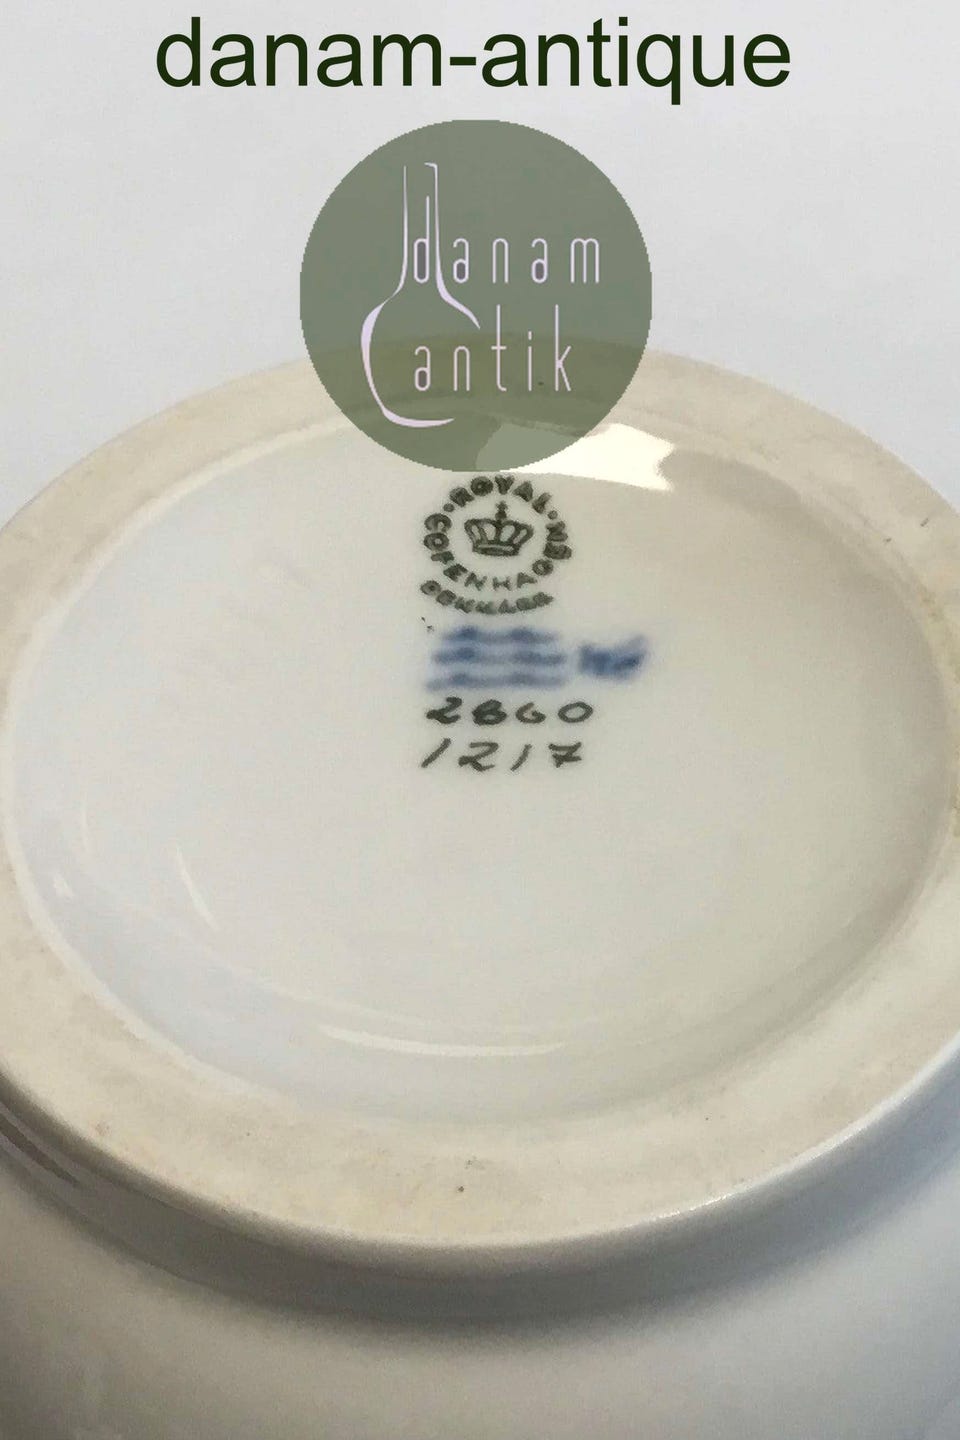 danam-antique
danam
antik
ROYAL
COPENHAGEN
DENMARK
2860
1217